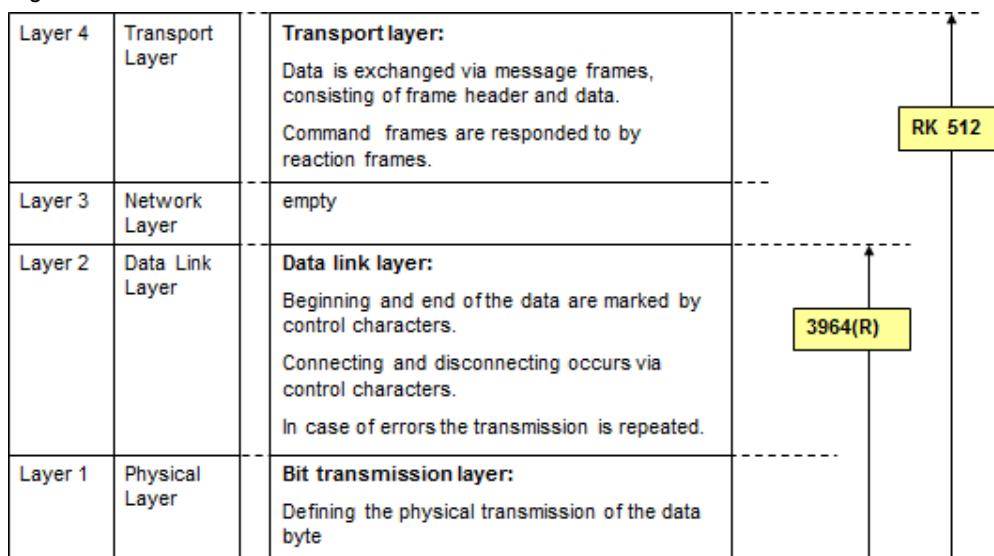 Layer 4
Transport
Layer
Transport layer:
Data is exchanged via message frames,
consisting of frame header and data.
Command frames are responded to by
reaction frames.
RK 512
Layer 3
Network
Layer
empty
Layer 2
Data Link
Layer
Data link layer:
Beginning and end of the data are marked by
control characters.
Connecting and disconnecting occurs via
control characters.
In case of errors the transmission is repeated.
3964(R)
Layer 1
Physical
Layer
Bit transmission layer:
Defining the physical transmission of the data
byte